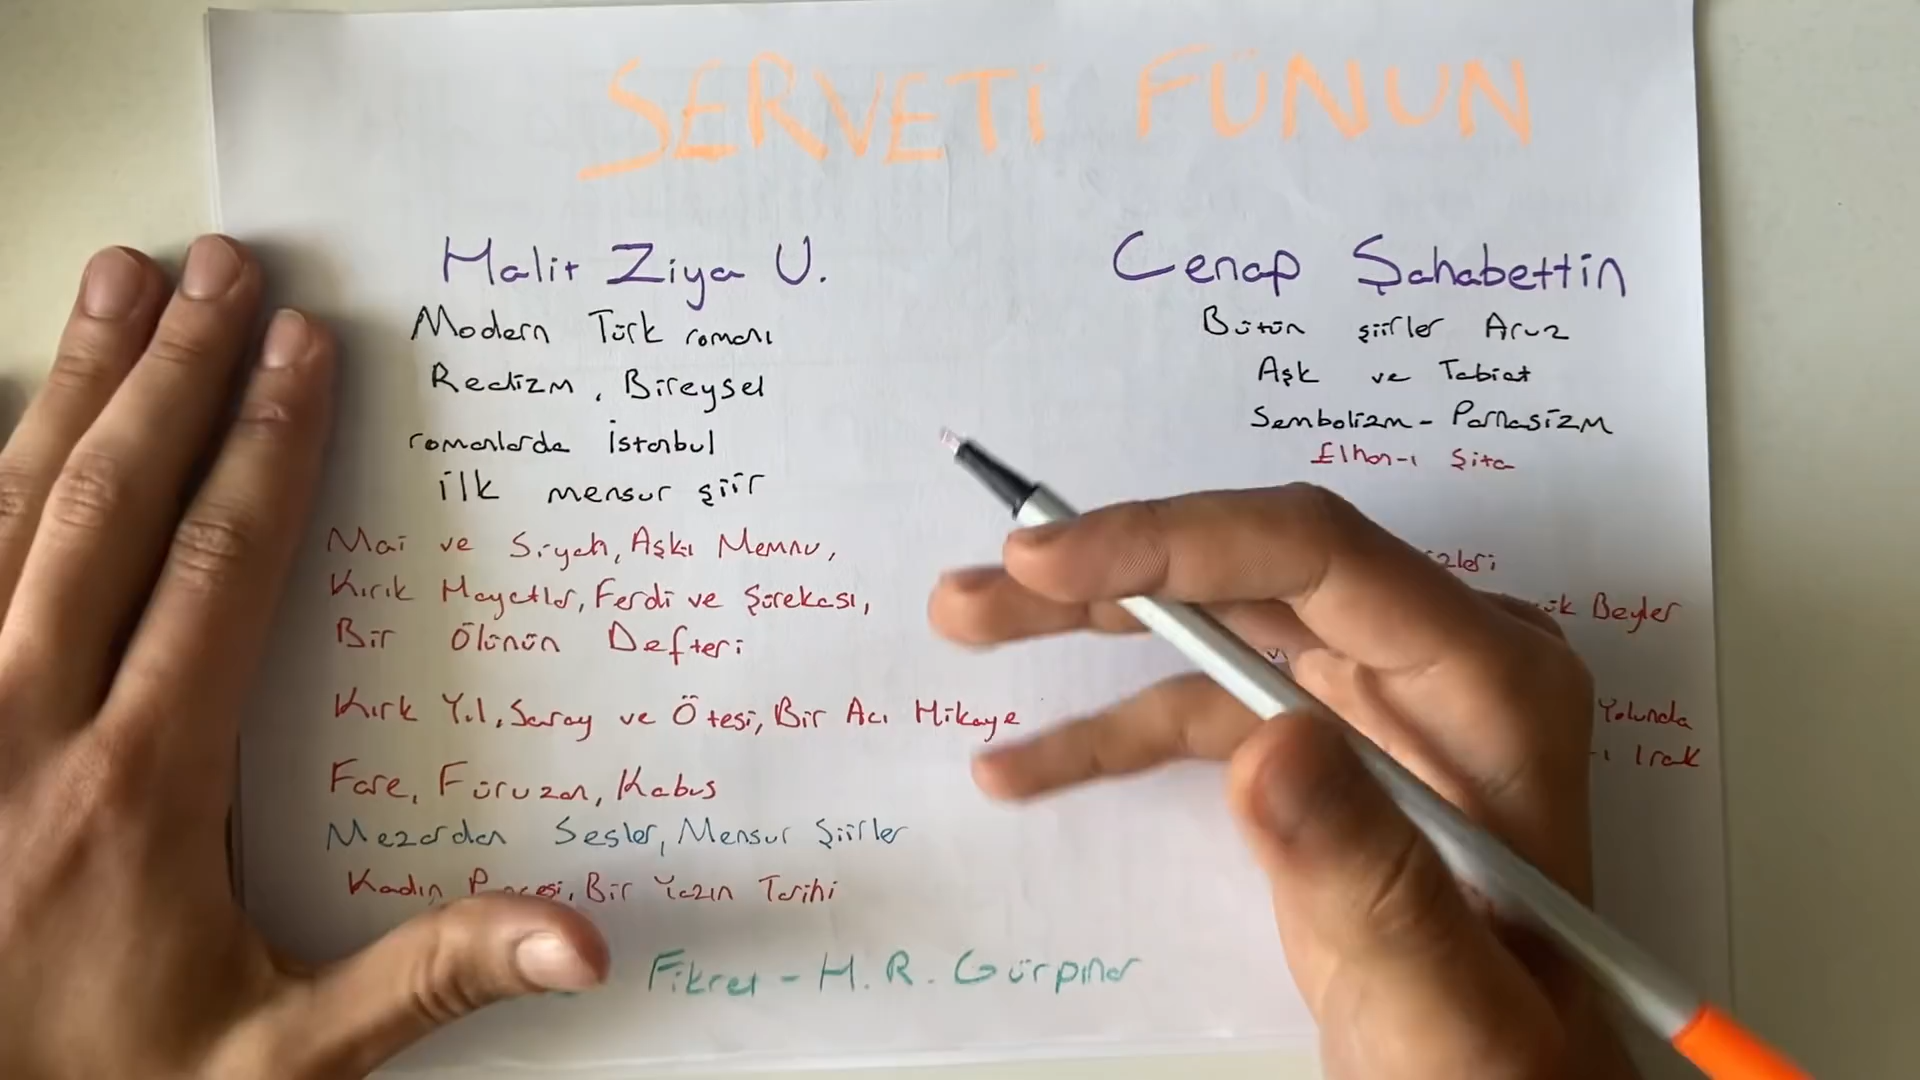 SERVETİ FÜNUN
Halit Ziya U.
Modern Türk romanı
Realizm, Bireysel
romanlarda İstanbul
İlk mensur şiir
Mai ve Siyah, Aşkı Memnu,
Kırık Hayatlar, Ferdi ve Şürekası,
Bir Ölünün Defteri
Kırk Yıl, Saray ve Ötesi, Bir Acı Hikaye
Fare, Füruzan, Kabus
Mezardan Sesler, Mensur Şiirler
Kadın Bir Yazın Tarihi
Fikret - H. R. Gürpınar
Cenap Şahabettin
Bütün şiirler Aruz
Aşk ve Tabiat
Sembolizm - Parnasizm
Elhan-ı Şita
Beyler
Yolunda
Irak